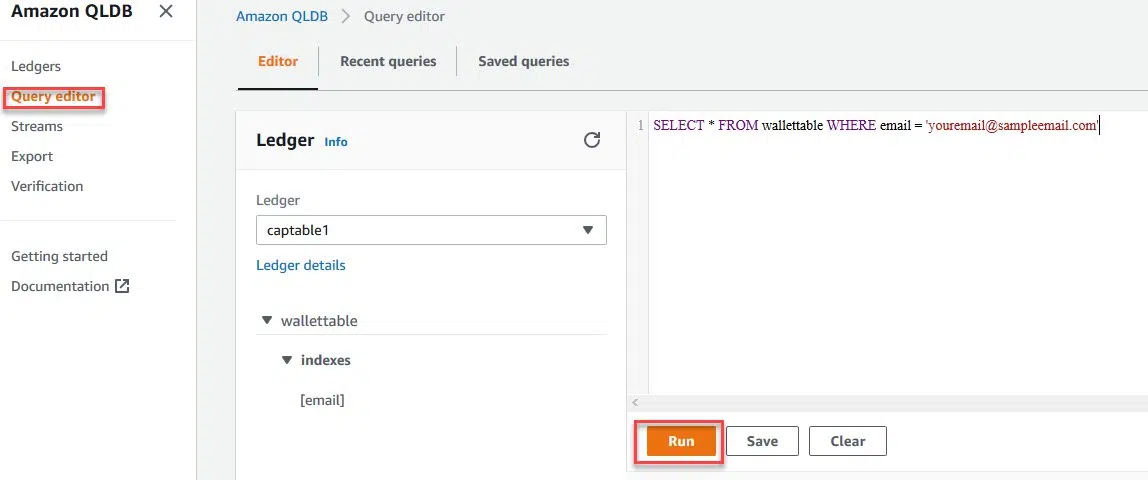 Amazon QLDB
Ledgers
Query editor
Streams
Export
Verification
Getting started
Documentation
Amazon QLDB Query editor
Editor Recent queries Saved queries
Ledger Info
Ledger
captable1
Ledger details
wallettable
indexes
[email]
1 SELECT * FROM wallettable WHERE email = 'youremail@sampleemail.com'
Run Save Clear